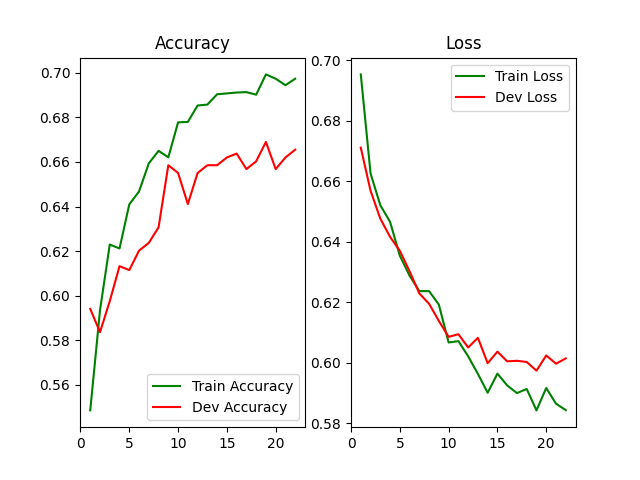 Accuracy
0.70
0.68
0.66
0.64
0.62
0.60
0.58
0.56
0 5 10 15 20
Train Accuracy
Dev Accuracy
Loss
0.70
0.68
0.66
0.64
0.62
0.60
0.58
0 5 10 15 20
Train Loss
Dev Loss